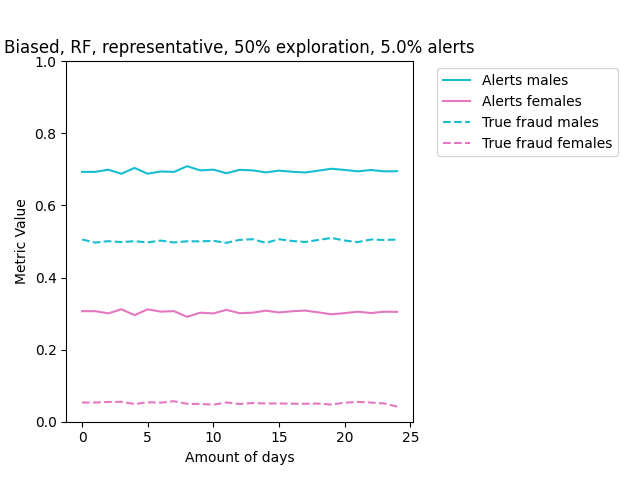 Biased, RF, representative, 50% exploration, 5.0% alerts
1.0
0.8
0.6
0.4
0.2
0.0
Metric Value
0 5 10 15 20 25
Amount of days
Alerts males
Alerts females
True fraud males
True fraud females